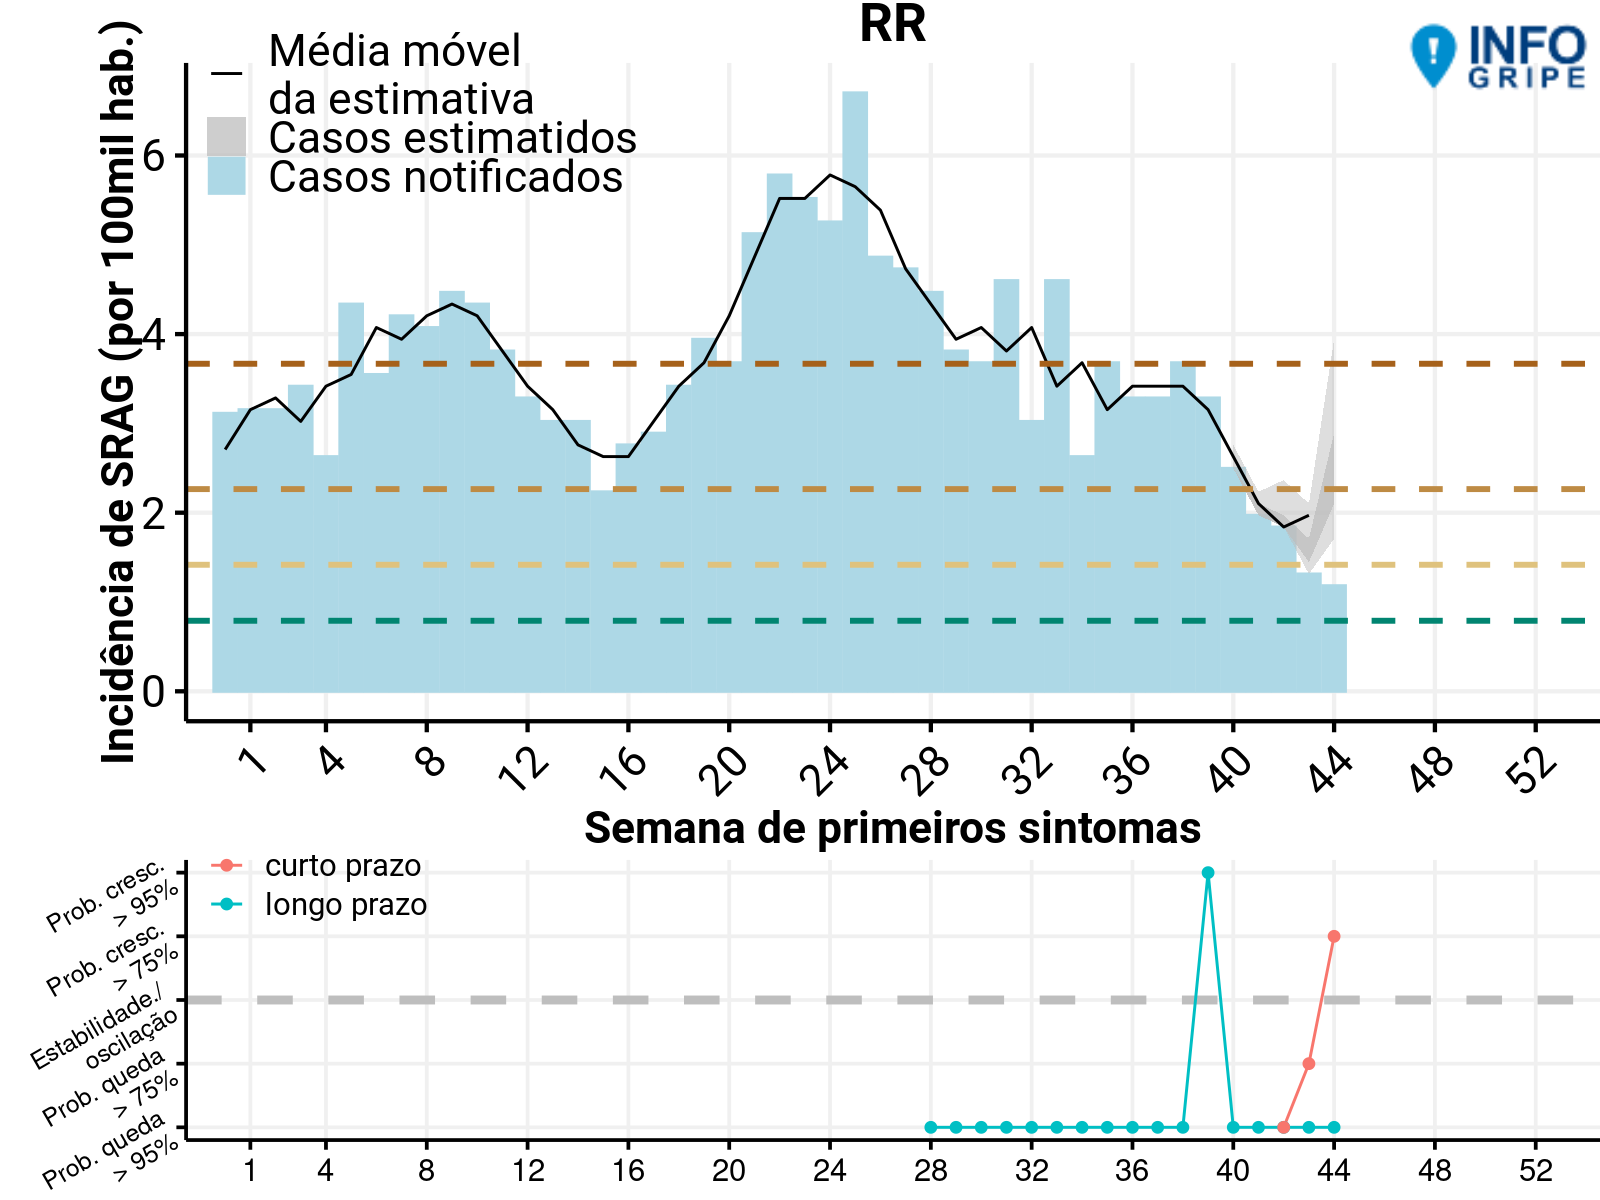 RR
INFO
GRIPE
Média móvel
da estimativa
Casos estimatidos
Casos notificados
Incidência de SRAG (por 100mil hab.)
6
4
2
0
1 4 8 12 16 20 24 28 32 36 40 44 48 52
Semana de primeiros sintomas
curto prazo
longo prazo
Prob. cresc.
> 95%
Prob. cresc.
> 75%
Estabilidade./
oscilação
Prob. queda
> 75%
Prob. queda
> 95%
1 4 8 12 16 20 24 28 32 36 40 44 48 52